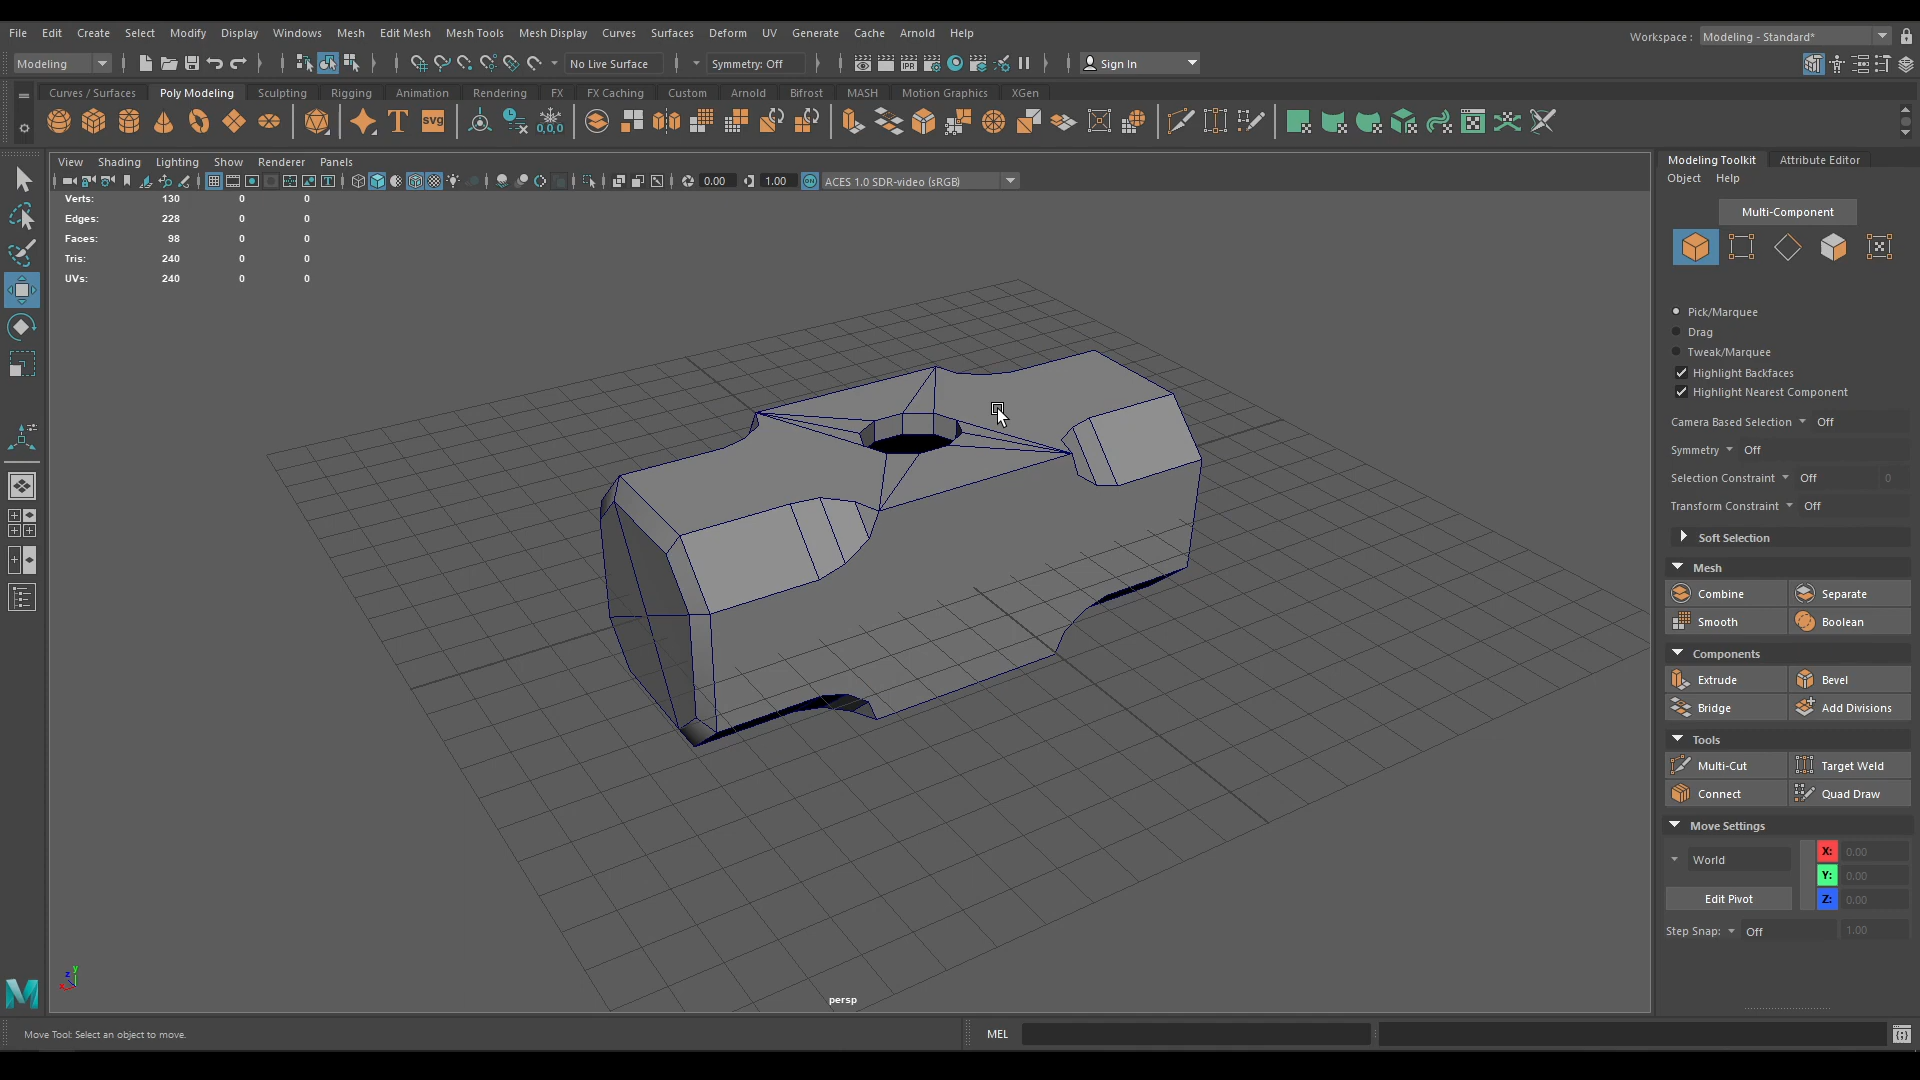 File Edit Create Select Modify Display Windows Mesh Edit Mesh Mesh Tools Mesh Display Curves Surfaces Deform UV Generate Cache Arnold Help
Workspace : Modeling - Standard*
Modeling No Live Surface Symmetry: Off IPR Sign In
Curves / Surfaces Poly Modeling Sculpting Rigging Animation Rendering FX FX Caching Custom Arnold Bifrost MASH Motion Graphics XGen
T svg 0,0,0
View Shading Lighting Show Renderer Panels
0.00 1.00 ON ACES 1.0 SDR-video (sRGB)
Verts: 130 0 0
Edges: 228 0 0
Faces: 98 0 0
Tris: 240 0 0
UVs: 240 0 0
y
z
x
persp
Modeling Toolkit Attribute Editor
Object Help
Multi-Component
Pick/Marquee
Drag
Tweak/Marquee
Highlight Backfaces
Highlight Nearest Component
Camera Based Selection Off
Symmetry Off
Selection Constraint Off 0
Transform Constraint Off
Soft Selection
Mesh
Combine Separate
Smooth Boolean
Components
Extrude Bevel
Bridge Add Divisions
Tools
Multi-Cut Target Weld
Connect Quad Draw
Move Settings
World X: 0.00
Y: 0.00
Edit Pivot Z: 0.00
Step Snap: Off 1.00
M
Move Tool: Select an object to move. MEL